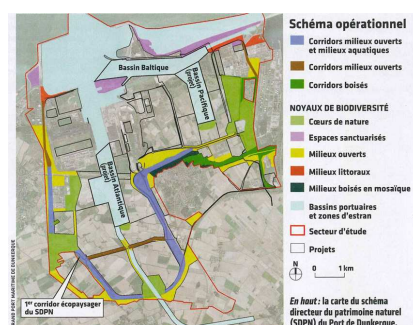 Schéma opérationnel
Corridors milieux ouverts
et milieux aquatiques
Corridors milieux ouverts
Corridors boisés
NOYAUX DE BIODIVERSITÉ
Cœurs de nature
Espaces sanctuarisés
Milieux ouverts
Milieux littoraux
Milieux boisés en mosaïque
Bassins portuaires
et zones d'estran
Secteur d'étude
Projets
N
0 1 km
En haut : la carte du schéma
directeur du patrimoine naturel
(SDPN) du Port de Dunkerque.
Bassin Baltique
Bassin Pacifique
(projet)
Bassin Atlantique
(projet)
1er corridor écopaysager
du SDPN
PORT MARITIME DE DUNKERQUE